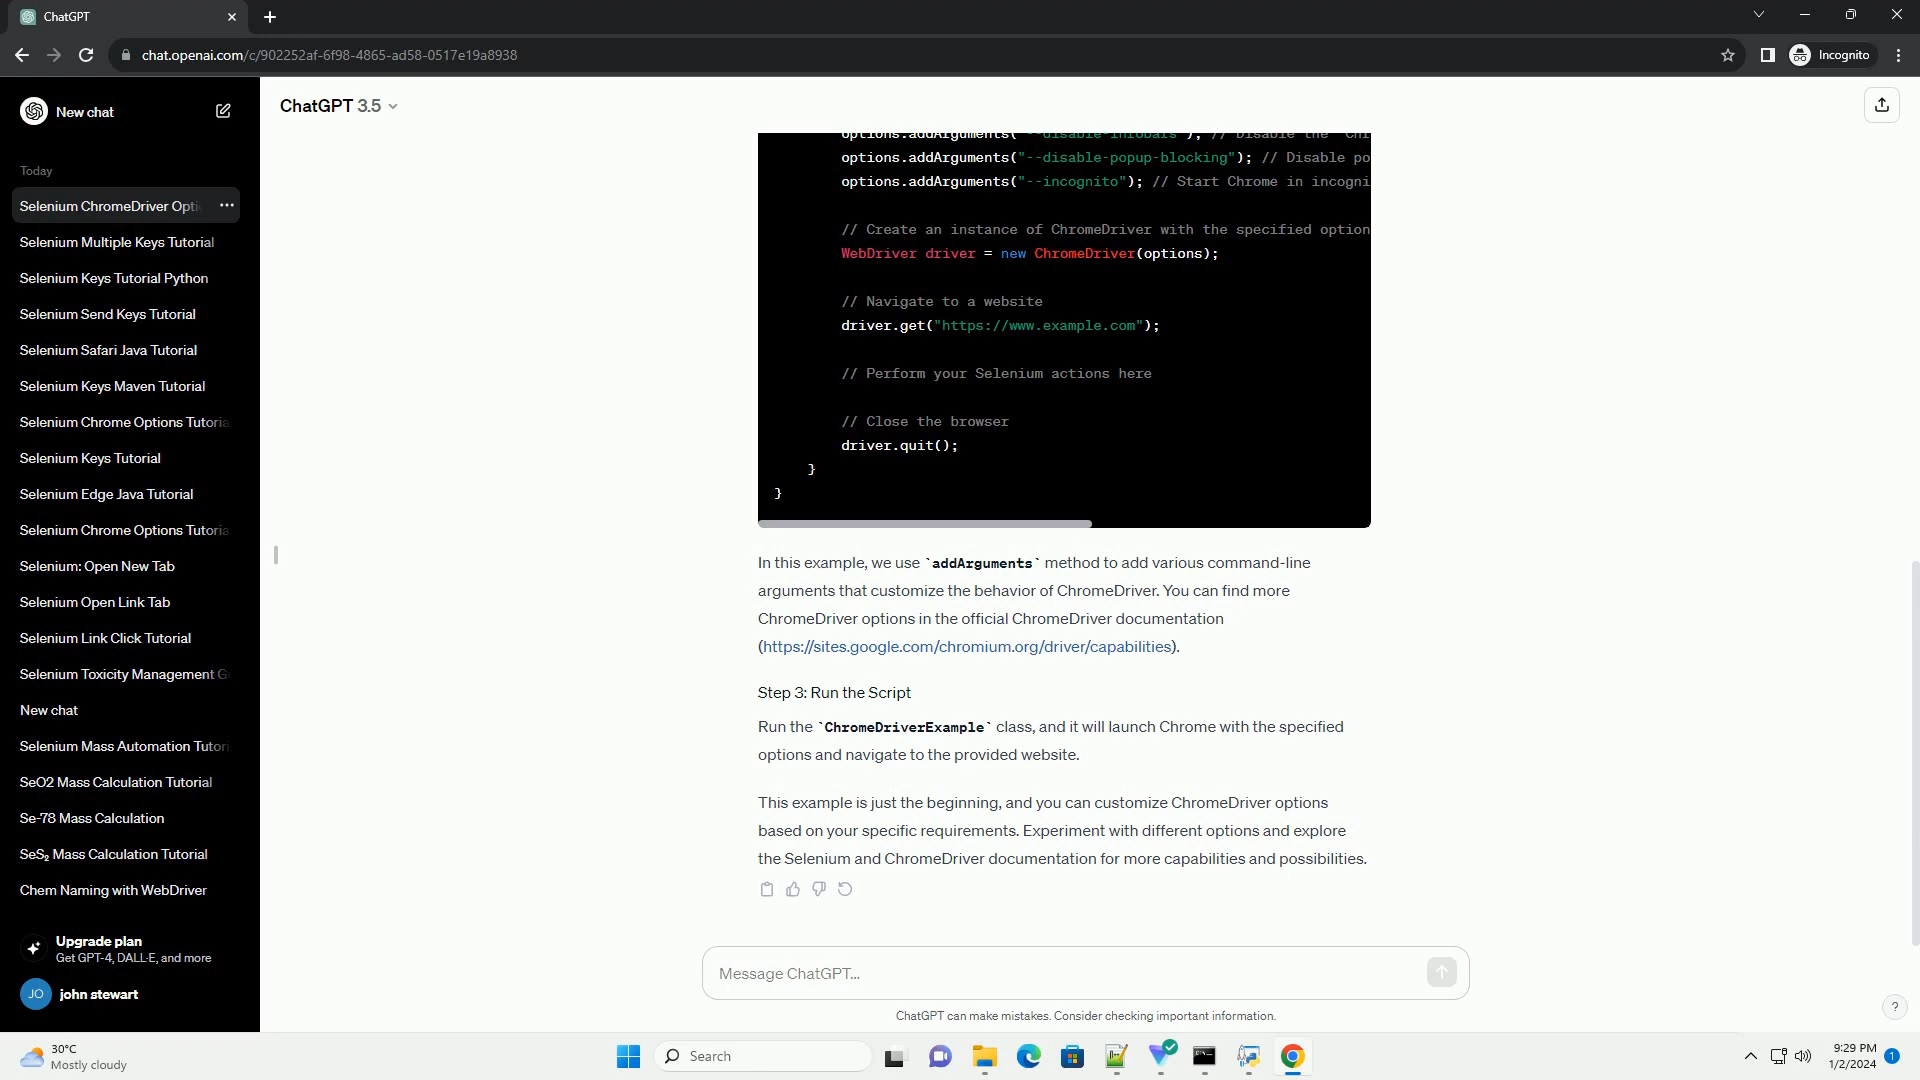 ChatGPT
chat.openai.com/c/902252af-6f98-4865-ad58-0517e19a8938
Incognito
New chat
ChatGPT 3.5
Today
Selenium ChromeDriver Opti
Selenium Multiple Keys Tutorial
Selenium Keys Tutorial Python
Selenium Send Keys Tutorial
Selenium Safari Java Tutorial
Selenium Keys Maven Tutorial
Selenium Chrome Options Tutoria
Selenium Keys Tutorial
Selenium Edge Java Tutorial
Selenium Chrome Options Tutoria
Selenium: Open New Tab
Selenium Open Link Tab
Selenium Link Click Tutorial
Selenium Toxicity Management G
New chat
Selenium Mass Automation Tutori
SeO2 Mass Calculation Tutorial
Se-78 Mass Calculation
SeS₂ Mass Calculation Tutorial
Chem Naming with WebDriver
Upgrade plan
Get GPT-4, DALL·E, and more
JO john stewart
options.addArguments("--disable-infobars"); // Disable the "Chr
options.addArguments("--disable-popup-blocking"); // Disable po
options.addArguments("--incognito"); // Start Chrome in incogni
// Create an instance of ChromeDriver with the specified option
WebDriver driver = new ChromeDriver(options);
// Navigate to a website
driver.get("https://www.example.com");
// Perform your Selenium actions here
// Close the browser
driver.quit();
}
}
In this example, we use `addArguments` method to add various command-line
arguments that customize the behavior of ChromeDriver. You can find more
ChromeDriver options in the official ChromeDriver documentation
(https://sites.google.com/chromium.org/driver/capabilities).
Step 3: Run the Script
Run the `ChromeDriverExample` class, and it will launch Chrome with the specified
options and navigate to the provided website.
This example is just the beginning, and you can customize ChromeDriver options
based on your specific requirements. Experiment with different options and explore
the Selenium and ChromeDriver documentation for more capabilities and possibilities.
Message ChatGPT…
ChatGPT can make mistakes. Consider checking important information.
?
30°C
Mostly cloudy
Search
9:29 PM
1/2/2024
1